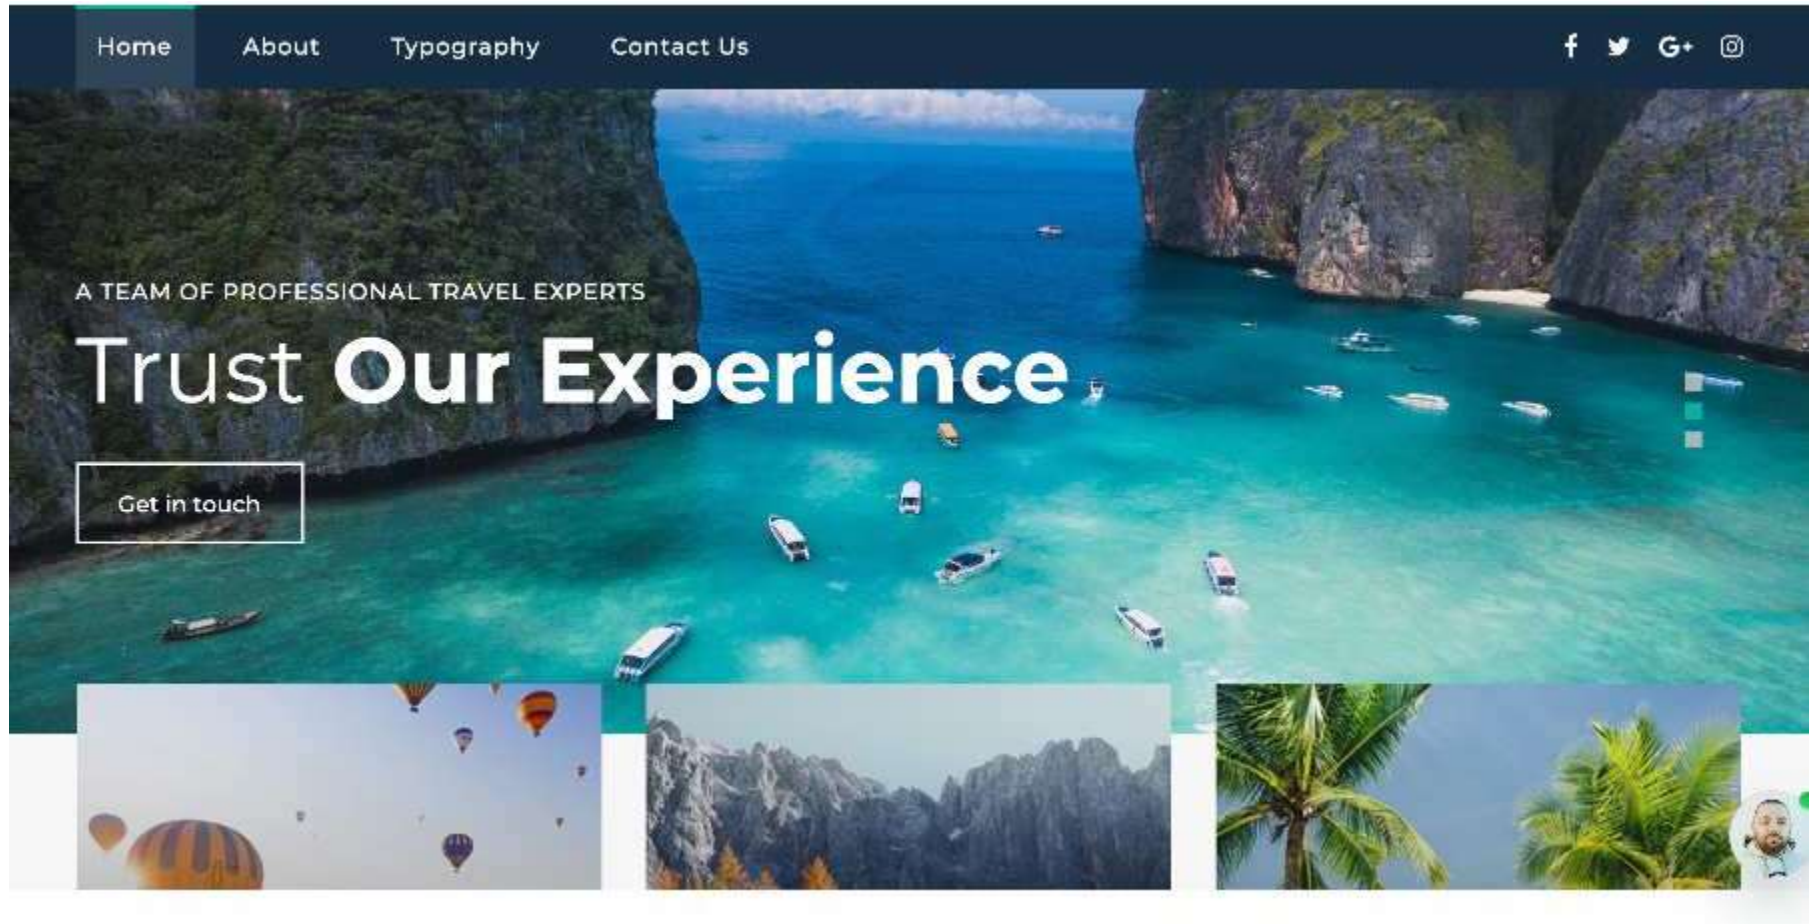 Home About Typography Contact Us
A TEAM OF PROFESSIONAL TRAVEL EXPERTS
Trust Our Experience
Get in touch